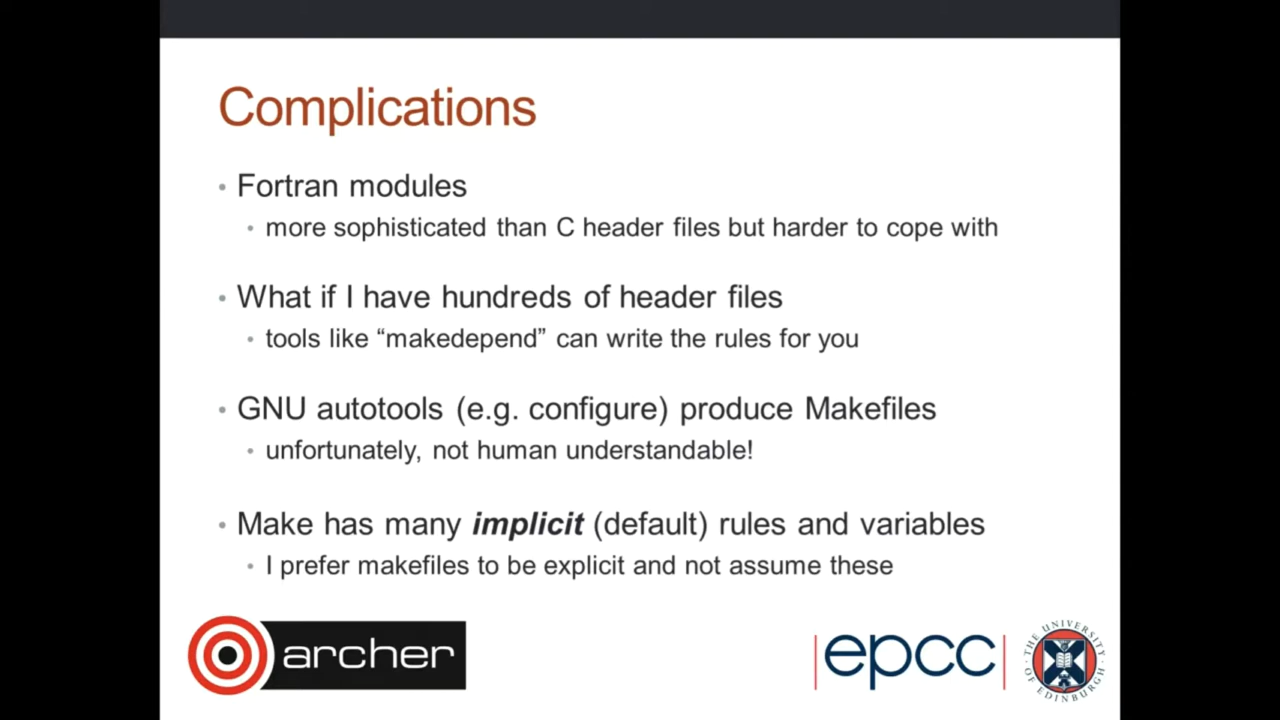 Complications
• Fortran modules
• more sophisticated than C header files but harder to cope with
• What if I have hundreds of header files
• tools like “makedepend” can write the rules for you
• GNU autotools (e.g. configure) produce Makefiles
• unfortunately, not human understandable!
• Make has many implicit (default) rules and variables
• I prefer makefiles to be explicit and not assume these
archer
epcc
THE UNIVERSITY
OF EDINBURGH